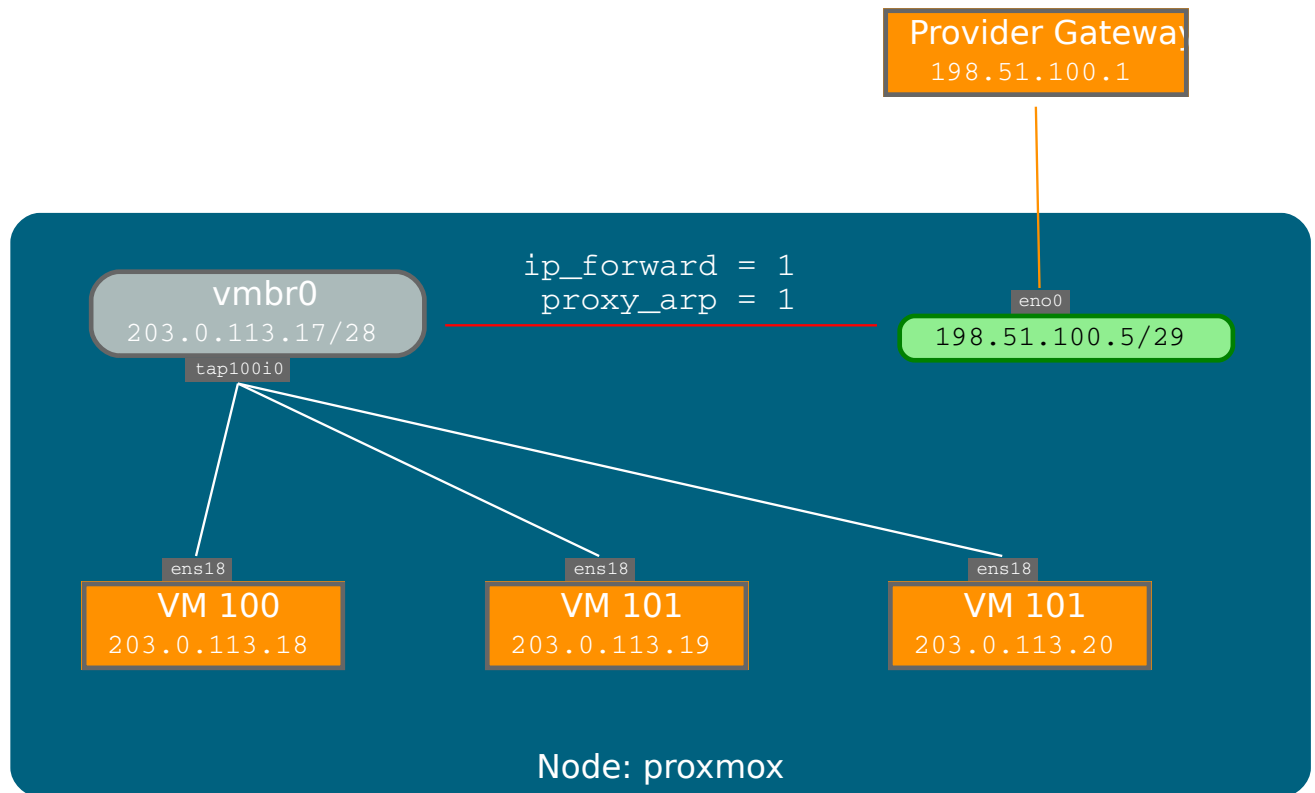 Provider Gateway
198.51.100.1
ip_forward = 1
proxy_arp = 1
vmbr0
203.0.113.17/28
tap100i0
eno0
198.51.100.5/29
ens18
VM 100
203.0.113.18
ens18
VM 101
203.0.113.19
ens18
VM 101
203.0.113.20
Node: proxmox